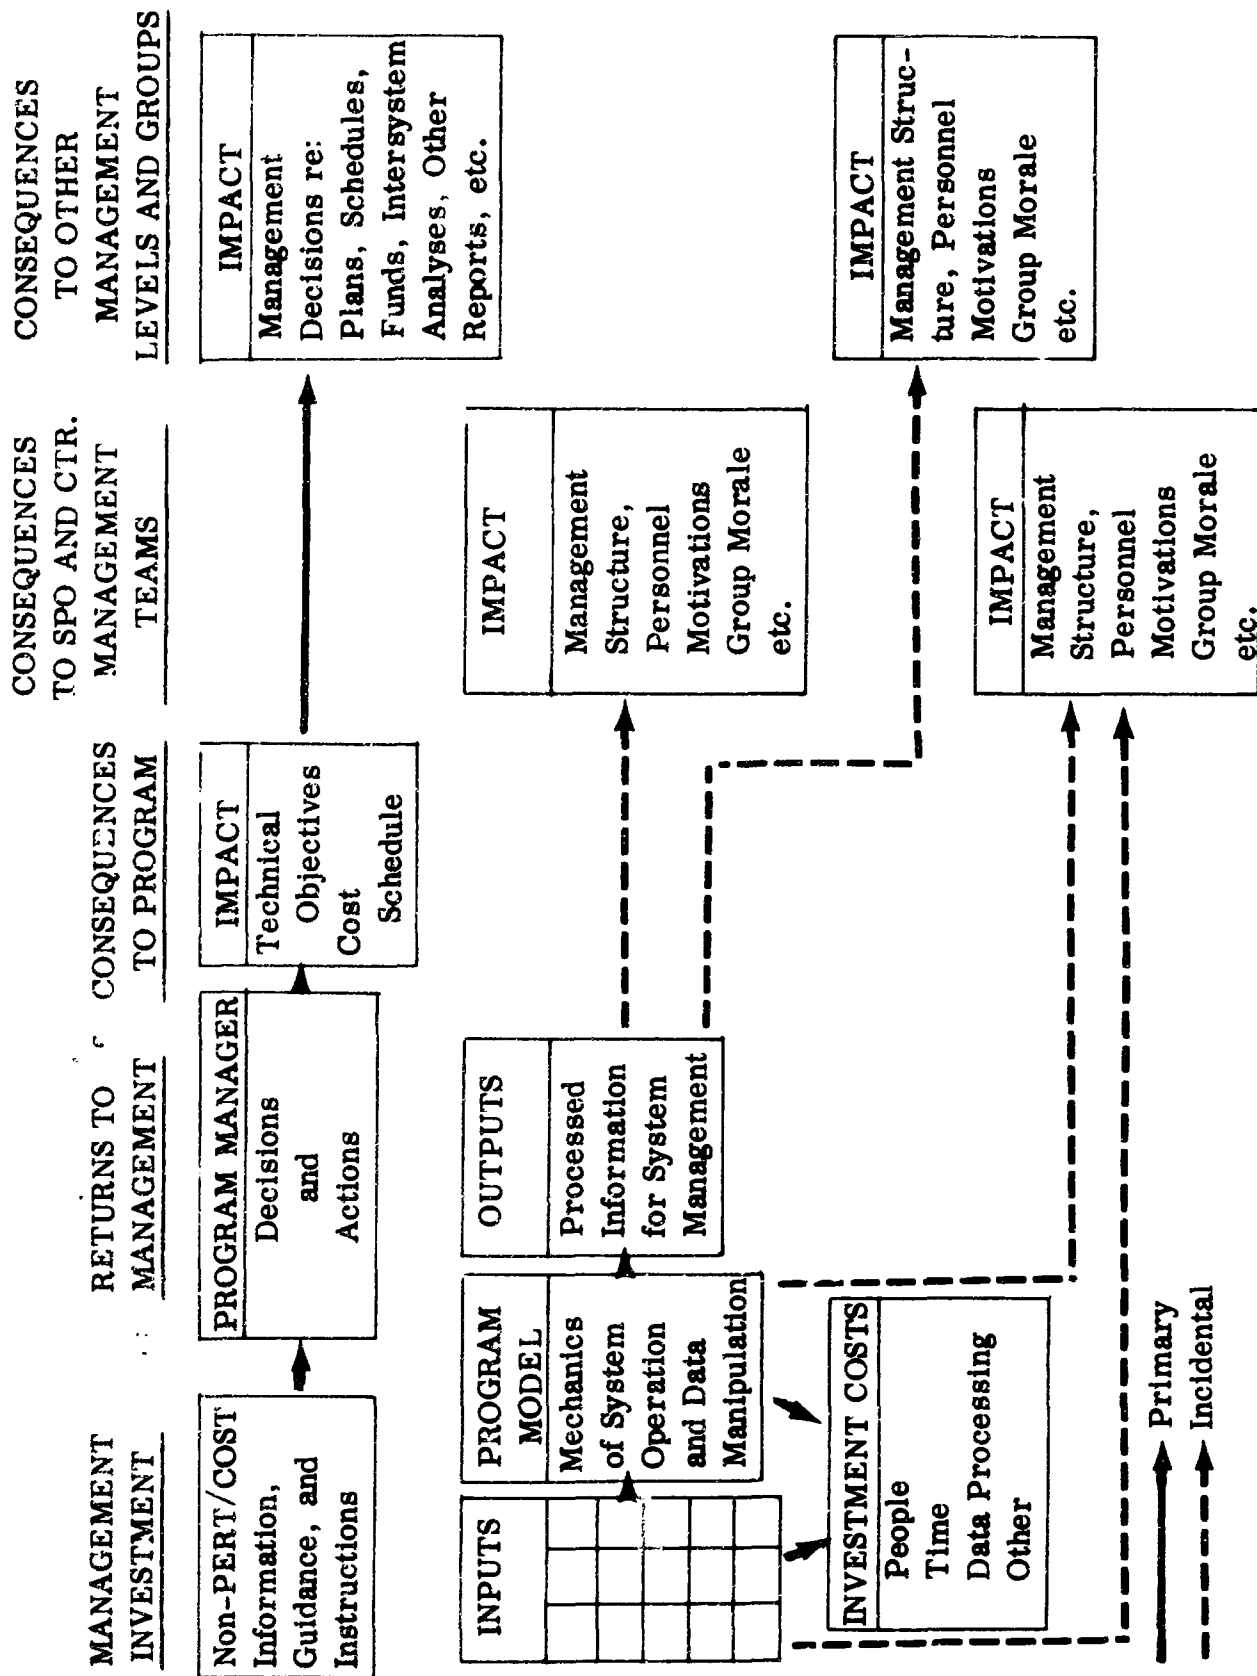 MANAGEMENT
INVESTMENT
RETURNS TO
MANAGEMENT
CONSEQUENCES
TO PROGRAM
CONSEQUENCES
TO SPO AND CTR.
MANAGEMENT
TEAMS
CONSEQUENCES
TO OTHER
MANAGEMENT
LEVELS AND GROUPS
Non-PERT/COST
Information,
Guidance, and
Instructions
PROGRAM MANAGER
Decisions
and
Actions
IMPACT
Technical
Objectives
Cost
Schedule
IMPACT
Management
Decisions re:
Plans, Schedules,
Funds, Intersystem
Analyses, Other
Reports, etc.
INPUTS
PROGRAM
MODEL
Mechanics
of System
Operation
and Data
Manipulation
OUTPUTS
Processed
Information
for System
Management
IMPACT
Management
Structure,
Personnel
Motivations
Group Morale
etc.
IMPACT
Management Struc-
ture, Personnel
Motivations
Group Morale
etc.
INVESTMENT COSTS
People
Time
Data Processing
Other
IMPACT
Management
Structure,
Personnel
Motivations
Group Morale
etc.
Primary
Incidental